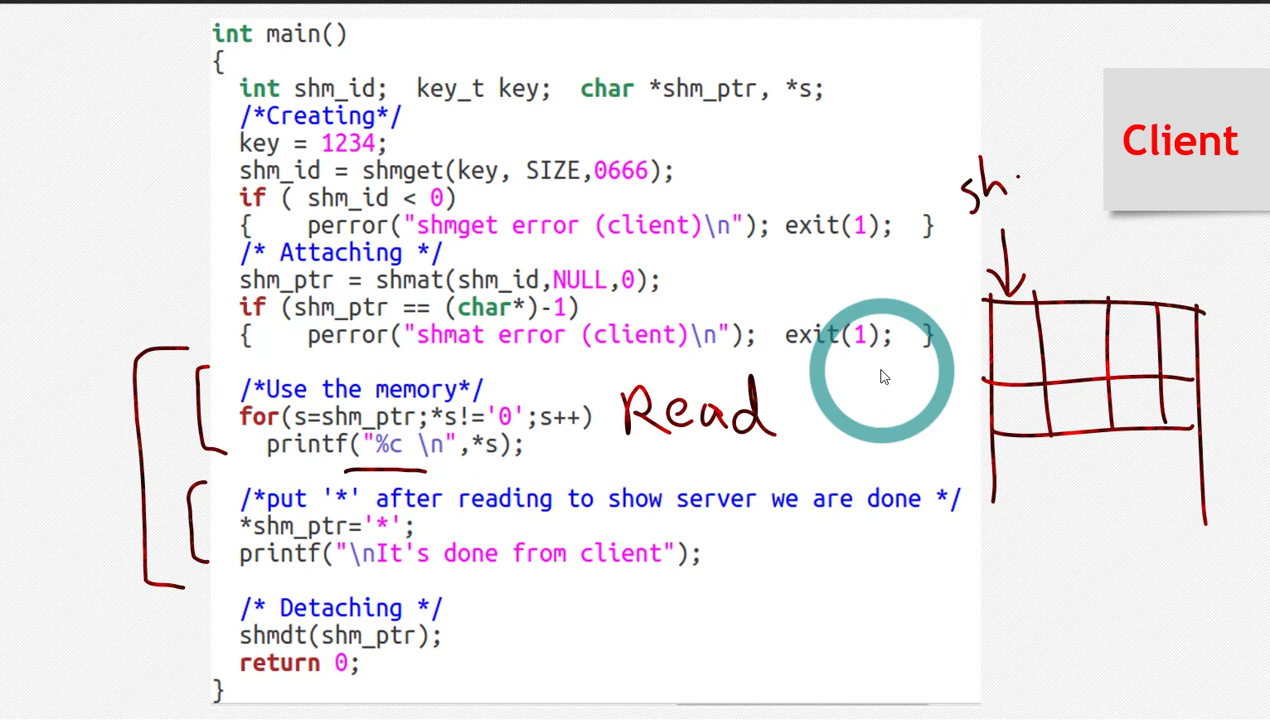 int main()
{
int shm_id; key_t key; char *shm_ptr, *s;
/*Creating*/
key = 1234;
shm_id = shmget(key, SIZE,0666);
if ( shm_id < 0)
{ perror("shmget error (client)\n"); exit(1); }
/* Attaching */
shm_ptr = shmat(shm_id,NULL,0);
if (shm_ptr == (char*)-1)
{ perror("shmat error (client)\n"); exit(1); }
/*Use the memory*/
for(s=shm_ptr;*s!='0';s++)
printf("%c \n",*s);
/*put '*' after reading to show server we are done */
*shm_ptr='*';
printf("\nIt's done from client");
/* Detaching */
shmdt(shm_ptr);
return 0;
}
Read
Client
sh.